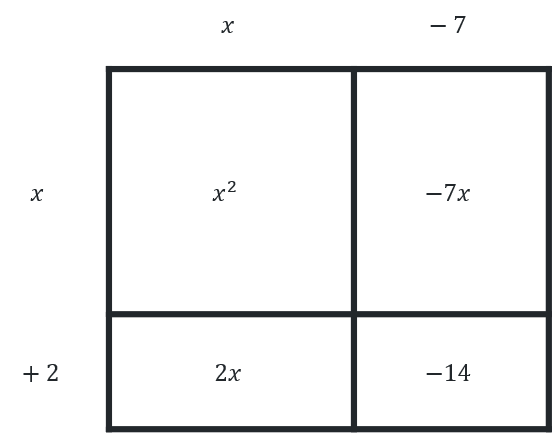 x − 7
x x² −7x
+ 2 2x −14